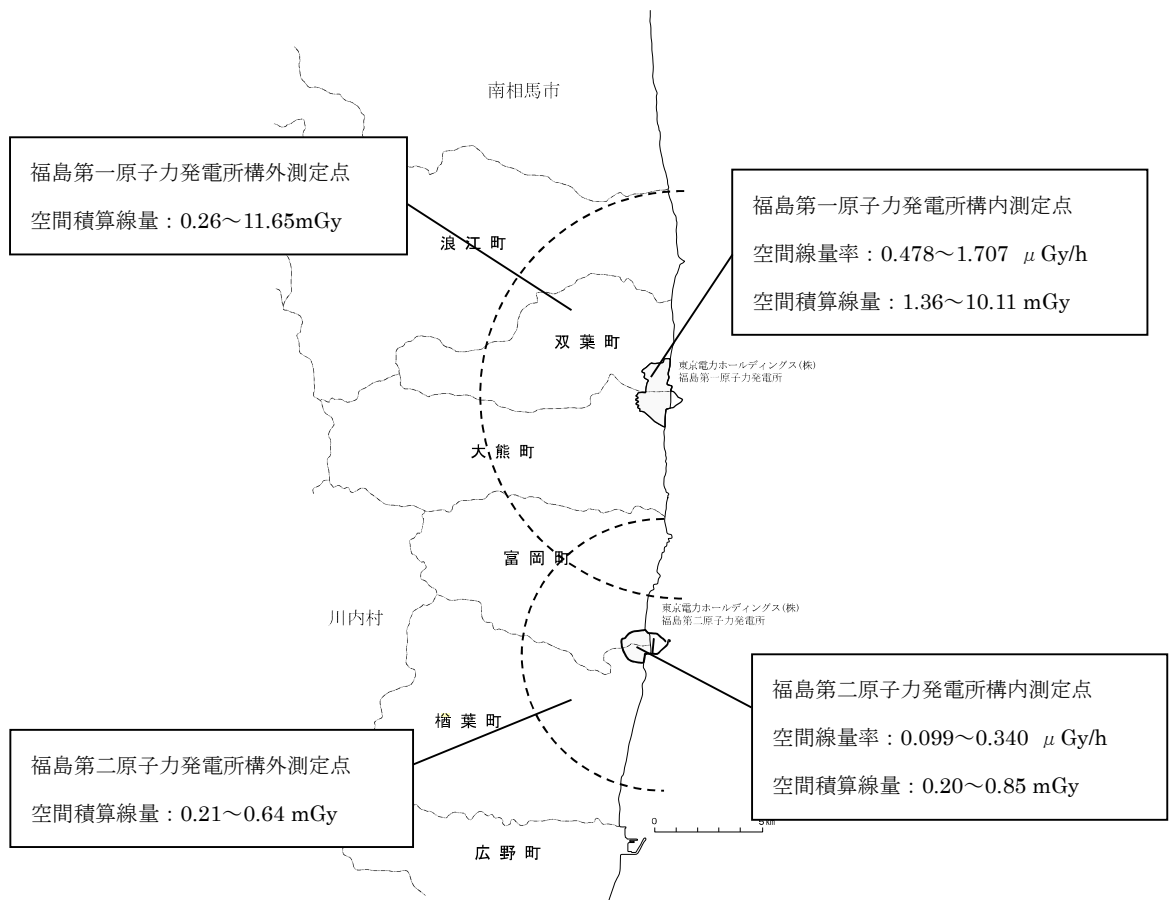 南相馬市
福島第一原子力発電所構外測定点
空間積算線量：0.26～11.65mGy
福島第一原子力発電所構内測定点
空間線量率：0.478～1.707 μGy/h
空間積算線量：1.36～10.11 mGy
浪江町
双葉町
東京電力ホールディングス(株)
福島第一原子力発電所
大熊町
富岡町
川内村
東京電力ホールディングス(株)
福島第二原子力発電所
福島第二原子力発電所構内測定点
空間線量率：0.099～0.340 μGy/h
空間積算線量：0.20～0.85 mGy
楢葉町
福島第二原子力発電所構外測定点
空間積算線量：0.21～0.64 mGy
0
広野町